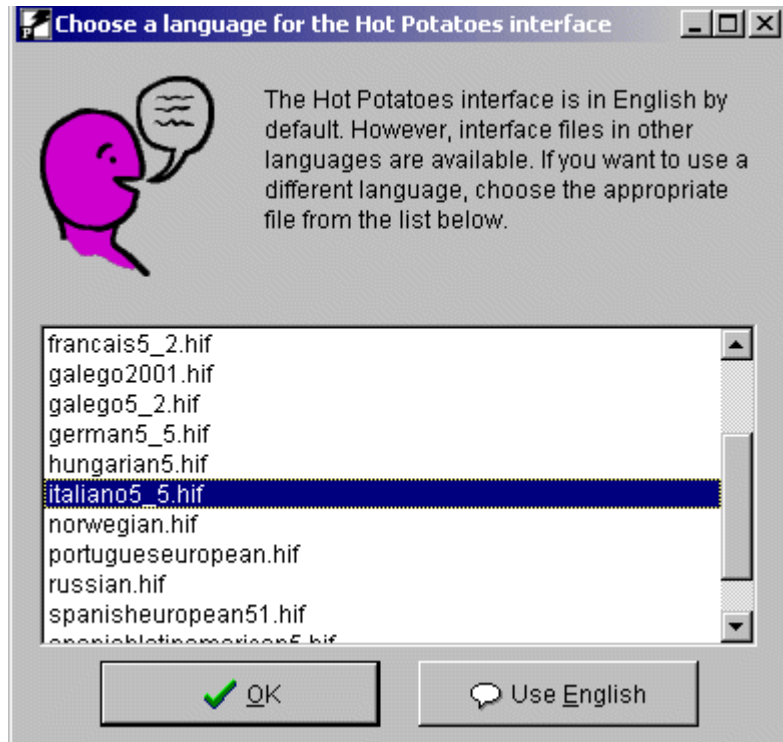 Choose a language for the Hot Potatoes interface
The Hot Potatoes interface is in English by
default. However, interface files in other
languages are available. If you want to use a
different language, choose the appropriate
file from the list below.
francais5_2.hif
galego2001.hif
galego5_2.hif
german5_5.hif
hungarian5.hif
italiano5_5.hif
norwegian.hif
portugueseuropean.hif
russian.hif
spanisheuropean51.hif
OK
Use English